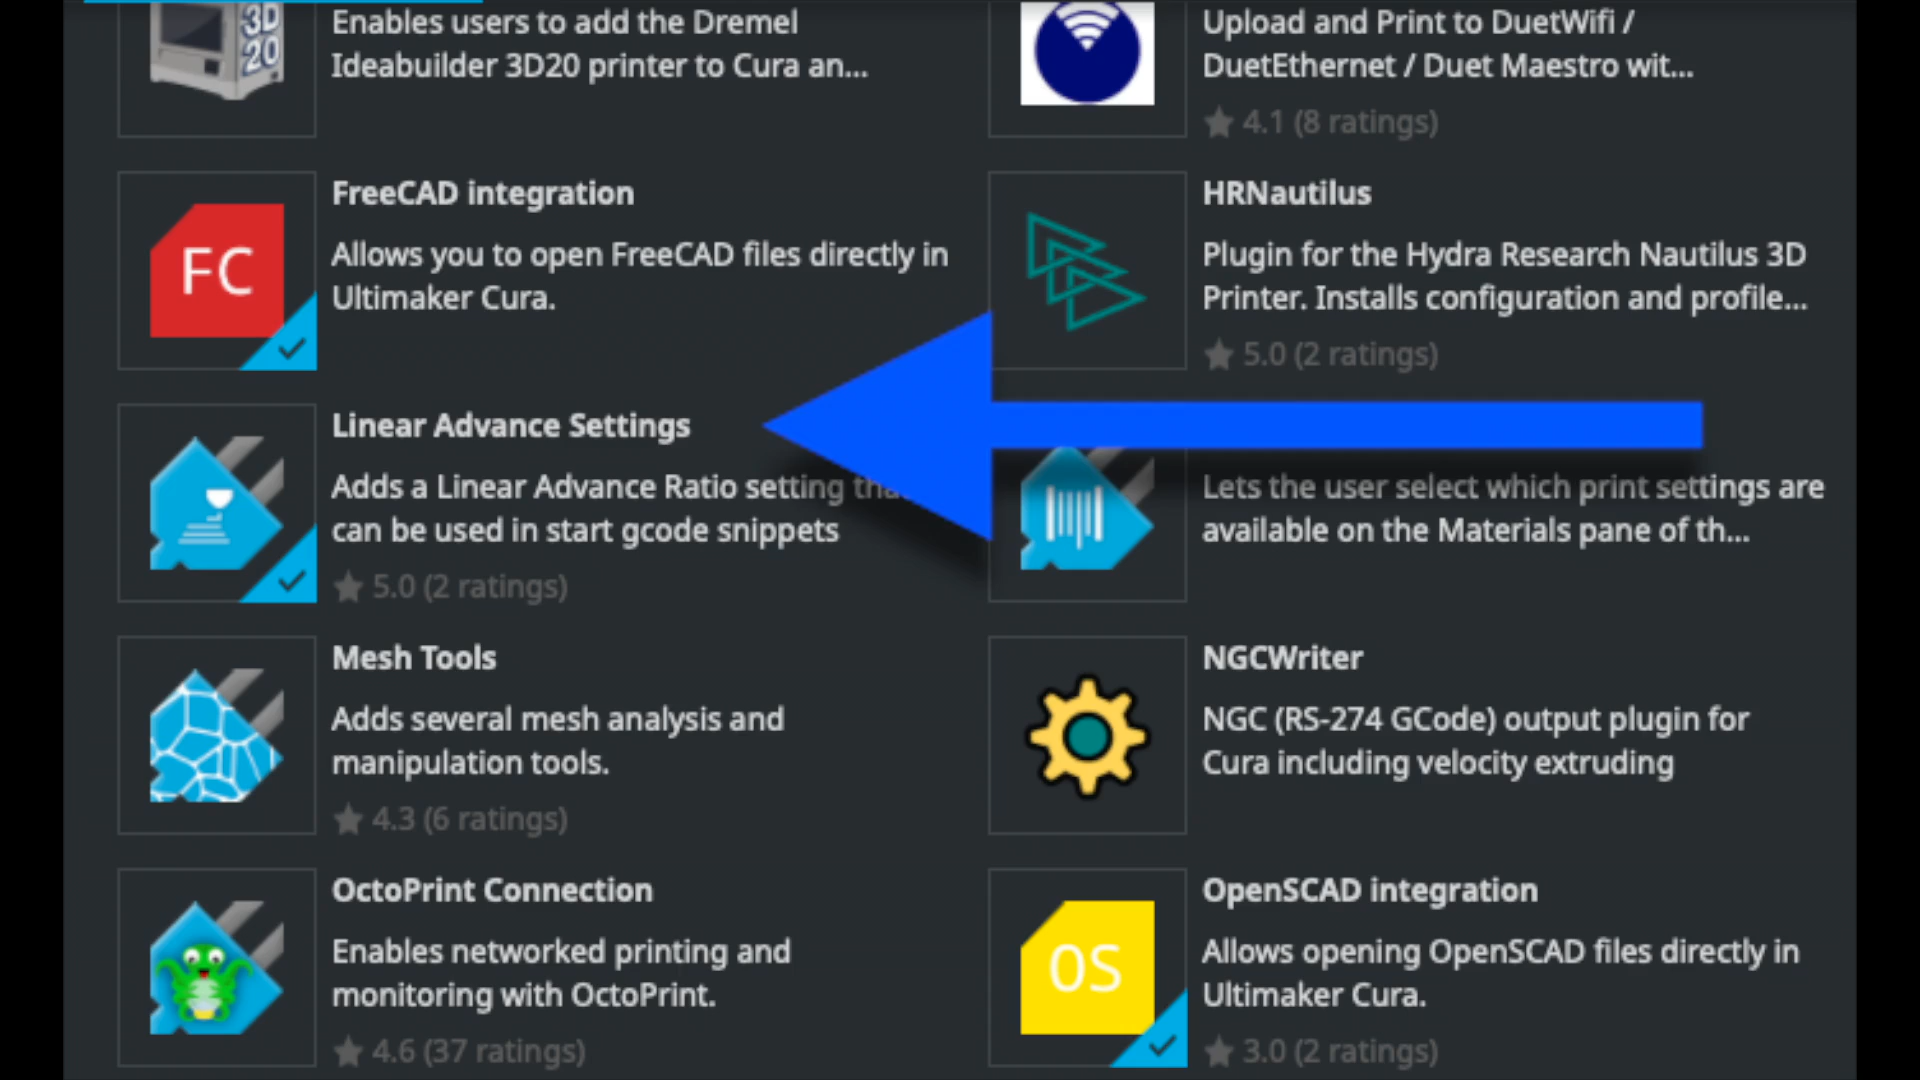 3D
20
Enables users to add the Dremel
Ideabuilder 3D20 printer to Cura an...
Upload and Print to DuetWifi /
DuetEthernet / Duet Maestro wit...
4.1 (8 ratings)
FC
FreeCAD integration
Allows you to open FreeCAD files directly in
Ultimaker Cura.
HRNautilus
Plugin for the Hydra Research Nautilus 3D
Printer. Installs configuration and profile...
5.0 (2 ratings)
Linear Advance Settings
Adds a Linear Advance Ratio setting
can be used in start gcode snippets
5.0 (2 ratings)
Lets the user select which print settings are
available on the Materials pane of th...
Mesh Tools
Adds several mesh analysis and
manipulation tools.
4.3 (6 ratings)
NGCWriter
NGC (RS-274 GCode) output plugin for
Cura including velocity extruding
OctoPrint Connection
Enables networked printing and
monitoring with OctoPrint.
4.6 (37 ratings)
OS
OpenSCAD integration
Allows opening OpenSCAD files directly in
Ultimaker Cura.
3.0 (2 ratings)